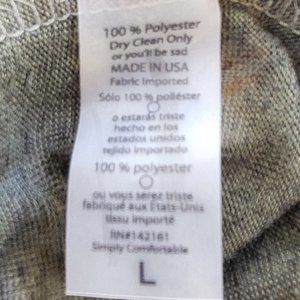 100 % Polyester
Dry Clean Only
or you'll be sad
MADE IN USA
Fabric Imported
Sólo 100 % poliéster
o estarás triste
hecho en los
estados unidos
tejido importado
100 % polyester
ou vous serez triste
fabriqué aux États-Unis
tissu importé
RN#142161
Simply Comfortable
L